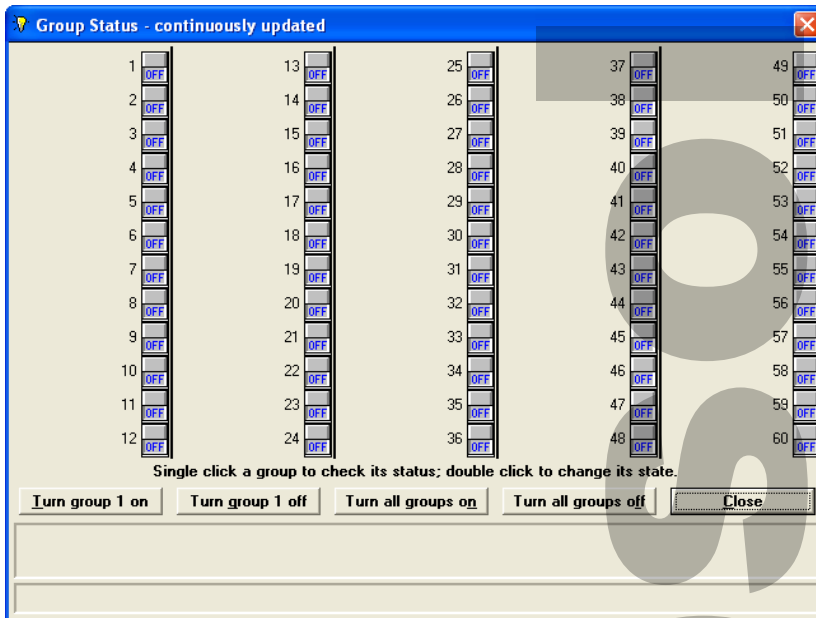 Group Status - continuously updated
1 OFF 13 OFF 25 OFF 37 OFF 49 OFF
2 OFF 14 OFF 26 OFF 38 OFF 50 OFF
3 OFF 15 OFF 27 OFF 39 OFF 51 OFF
4 OFF 16 OFF 28 OFF 40 OFF 52 OFF
5 OFF 17 OFF 29 OFF 41 OFF 53 OFF
6 OFF 18 OFF 30 OFF 42 OFF 54 OFF
7 OFF 19 OFF 31 OFF 43 OFF 55 OFF
8 OFF 20 OFF 32 OFF 44 OFF 56 OFF
9 OFF 21 OFF 33 OFF 45 OFF 57 OFF
10 OFF 22 OFF 34 OFF 46 OFF 58 OFF
11 OFF 23 OFF 35 OFF 47 OFF 59 OFF
12 OFF 24 OFF 36 OFF 48 OFF 60 OFF
Single click a group to check its status; double click to change its state.
Turn group 1 on Turn group 1 off Turn all groups on Turn all groups off Close